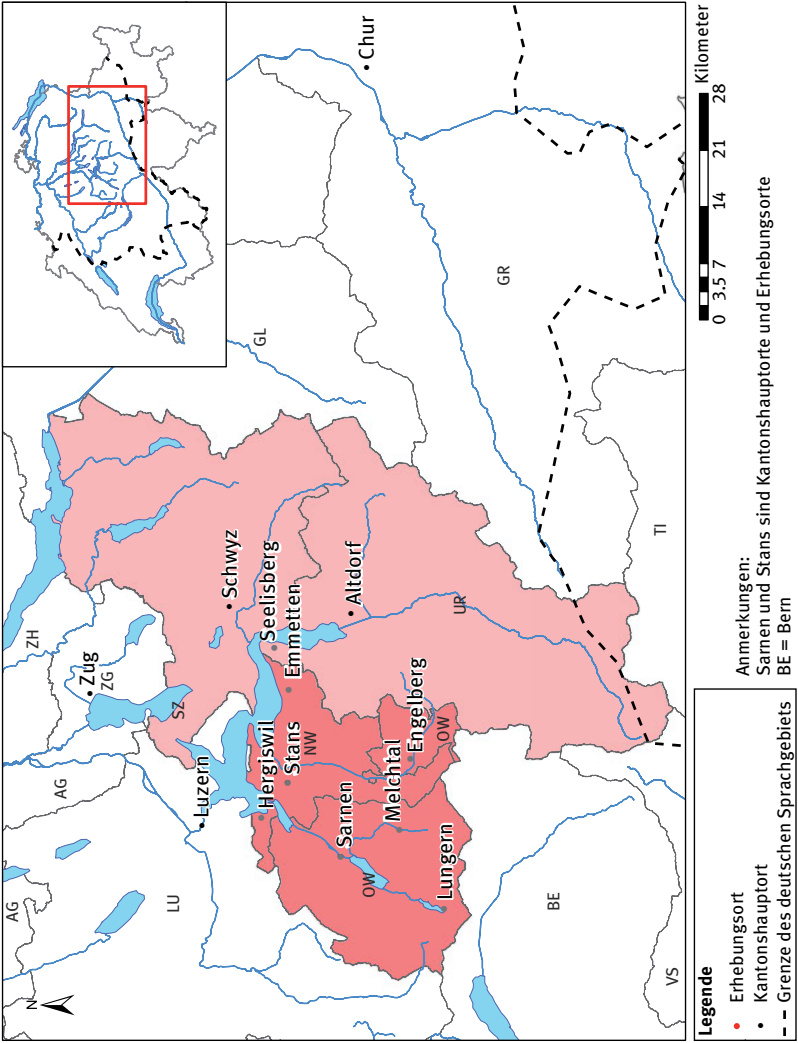 N
AG
AG
ZH
Zug
ZG
LU
Luzern
SZ
Schwyz
GL
Chur
Hergiswil
Stans
NW
Seelisberg
Emmetten
Sarnen
OW
Melchtal
Engelberg
OW
Altdorf
UR
Lungern
GR
BE
VS
TI
Legende
Erhebungsort
Kantonshauptort
Grenze des deutschen Sprachgebiets
0 3.5 7 14 21 28
Kilometer
Anmerkungen:
Sarnen und Stans sind Kantonshauptorte und Erhebungsorte
BE = Bern